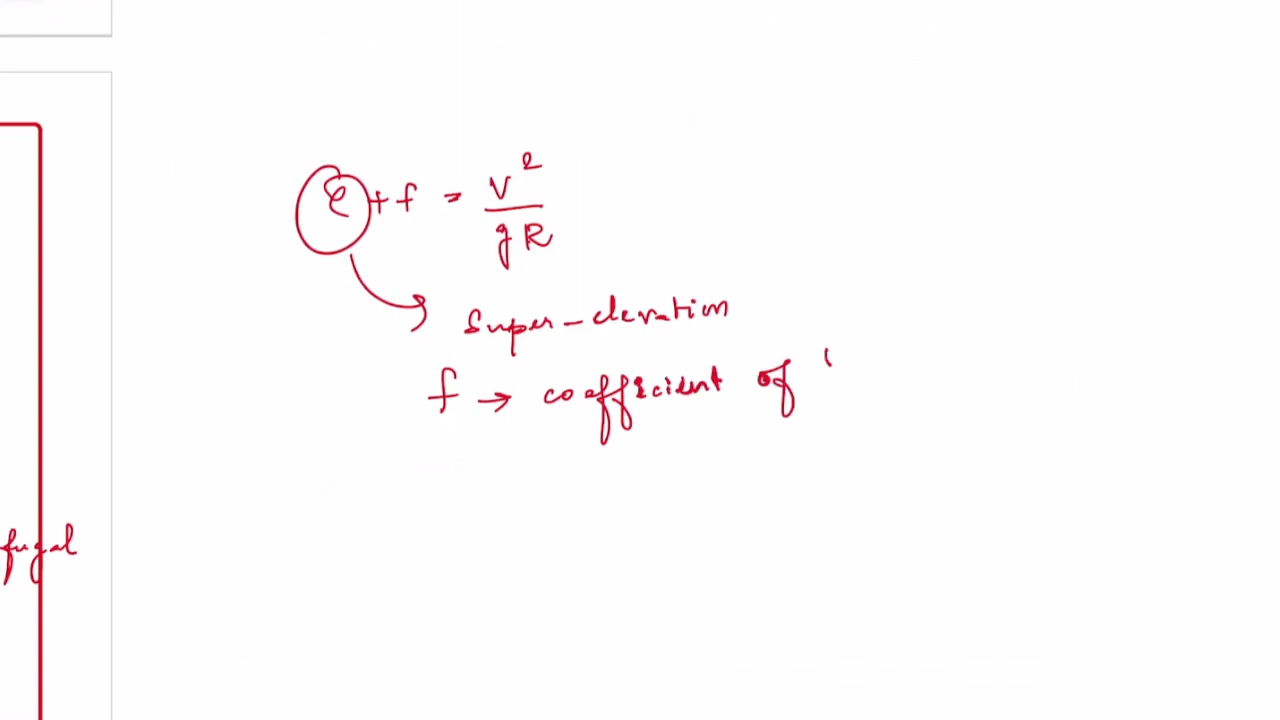 e + f = v²/gR
Super-elevation
f → coefficient of
fugal